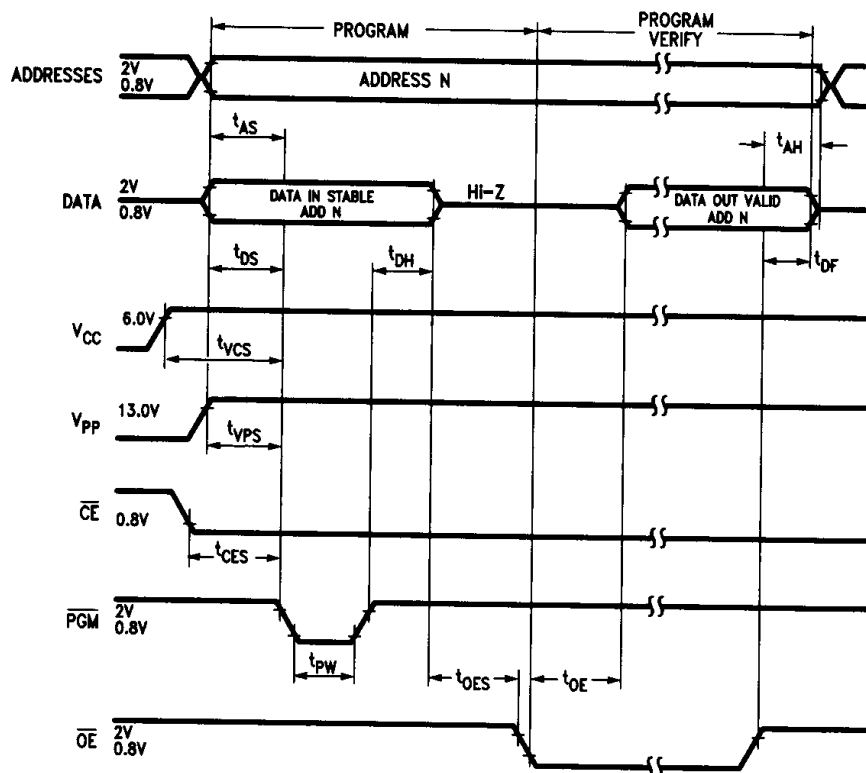 PROGRAM
PROGRAM
VERIFY
ADDRESSES
2V
0.8V
ADDRESS N
tAS
tAH
DATA
2V
0.8V
DATA IN STABLE
ADD N
Hi-Z
DATA OUT VALID
ADD N
tDS
tDH
tDF
VCC
6.0V
tVCS
VPP
13.0V
tVPS
CE
0.8V
tCES
PGM
2V
0.8V
tPW
tOES
tOE
OE
2V
0.8V